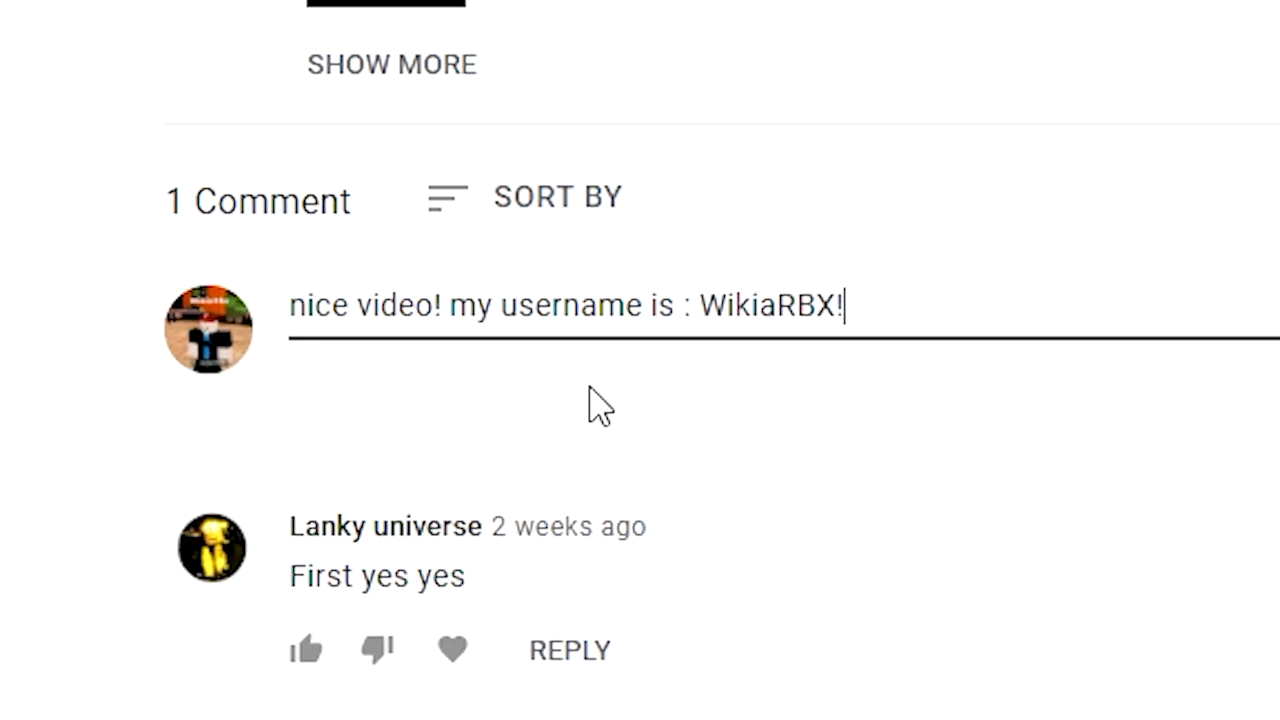 SHOW MORE
1 Comment
SORT BY
nice video! my username is : WikiaRBX!
Lanky universe 2 weeks ago
First yes yes
REPLY